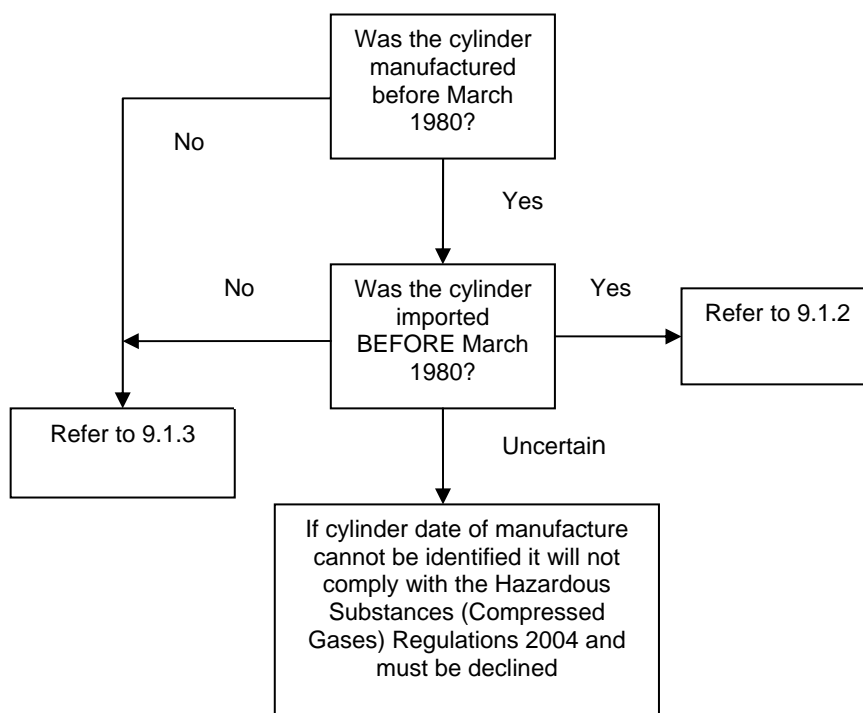 Was the cylinder
manufactured
before March
1980?
No
Yes
No
Was the cylinder
imported
BEFORE March
1980?
Yes
Refer to 9.1.2
Refer to 9.1.3
Uncertain
If cylinder date of manufacture
cannot be identified it will not
comply with the Hazardous
Substances (Compressed
Gases) Regulations 2004 and
must be declined